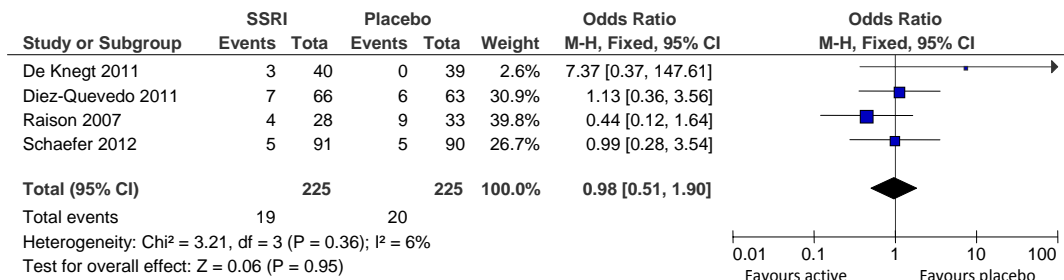 SSRI Placebo Odds Ratio Odds Ratio
Study or Subgroup Events Tota Events Tota Weight M-H, Fixed, 95% CI M-H, Fixed, 95% CI
De Knegt 2011 3 40 0 39 2.6% 7.37 [0.37, 147.61]
Diez-Quevedo 2011 7 66 6 63 30.9% 1.13 [0.36, 3.56]
Raison 2007 4 28 9 33 39.8% 0.44 [0.12, 1.64]
Schaefer 2012 5 91 5 90 26.7% 0.99 [0.28, 3.54]
Total (95% CI) 225 225 100.0% 0.98 [0.51, 1.90]
Total events 19 20
Heterogeneity: Chi² = 3.21, df = 3 (P = 0.36); I² = 6%
Test for overall effect: Z = 0.06 (P = 0.95)
0.01 0.1 1 10 100
Favours active Favours placebo